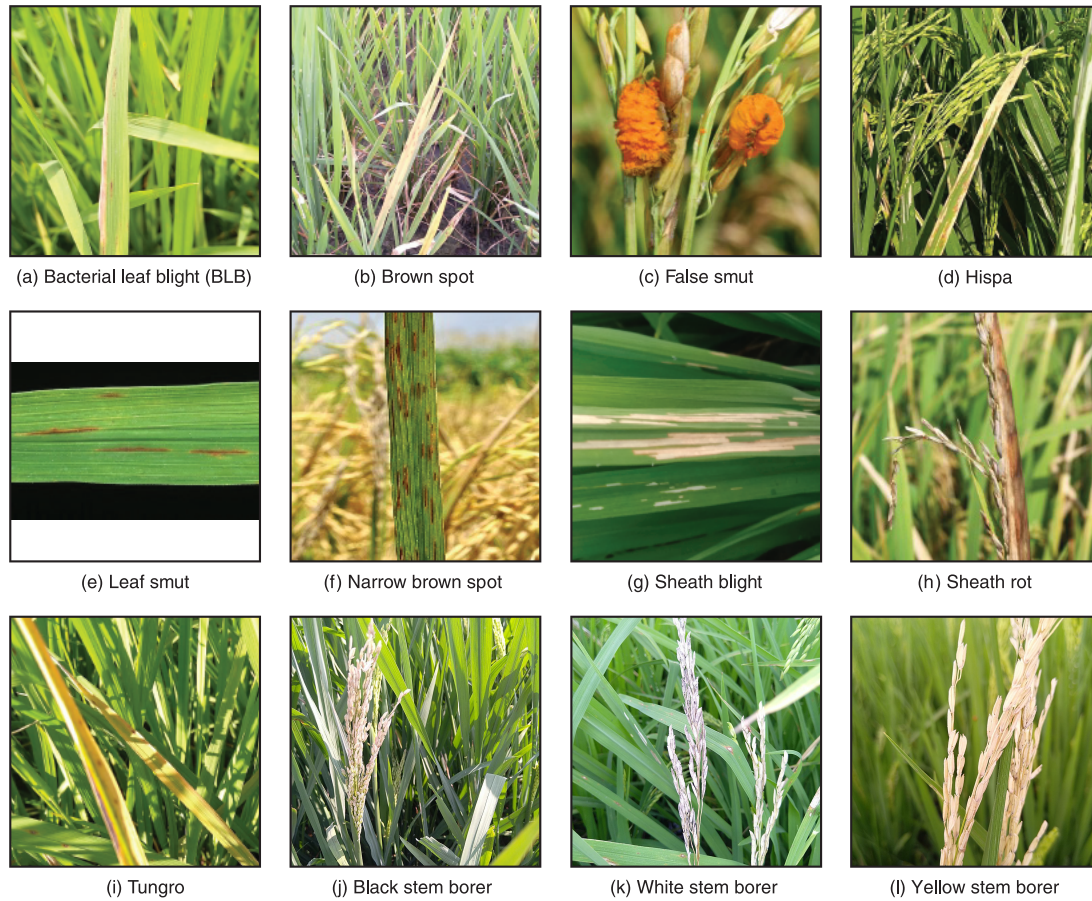 (a) Bacterial leaf blight (BLB)
(b) Brown spot
(c) False smut
(d) Hispa
(e) Leaf smut
(f) Narrow brown spot
(g) Sheath blight
(h) Sheath rot
(i) Tungro
(j) Black stem borer
(k) White stem borer
(l) Yellow stem borer